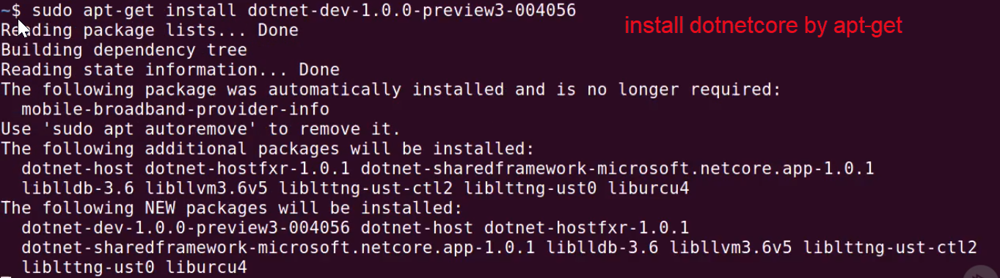 ~$ sudo apt-get install dotnet-dev-1.0.0-preview3-004056
install dotnetcore by apt-get
Reading package lists... Done
Building dependency tree
Reading state information... Done
The following package was automatically installed and is no longer required:
  mobile-broadband-provider-info
Use 'sudo apt autoremove' to remove it.
The following additional packages will be installed:
  dotnet-host dotnet-hostfxr-1.0.1 dotnet-sharedframework-microsoft.netcore.app-1.0.1
  liblldb-3.6 libllvm3.6v5 liblttng-ust-ctl2 liblttng-ust0 liburcu4
The following NEW packages will be installed:
  dotnet-dev-1.0.0-preview3-004056 dotnet-host dotnet-hostfxr-1.0.1
  dotnet-sharedframework-microsoft.netcore.app-1.0.1 liblldb-3.6 libllvm3.6v5 liblttng-ust-ctl2
  liblttng-ust0 liburcu4